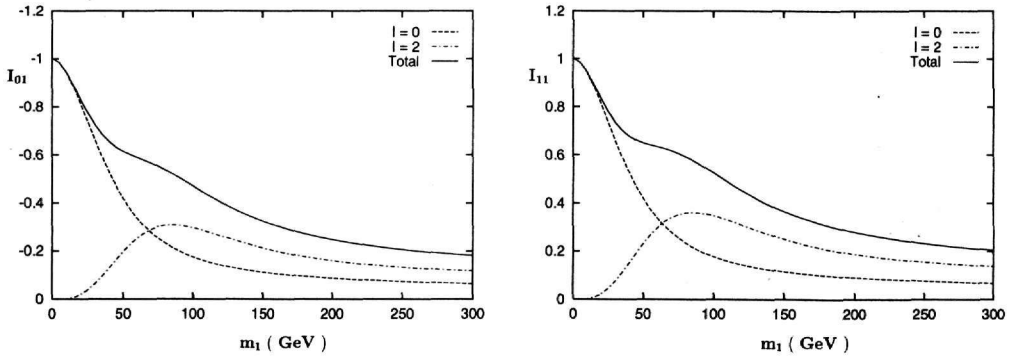 -1.2
-1
I₀₁
-0.8
-0.6
-0.4
-0.2
0
0 50 100 150 200 250 300
m₁ ( GeV )
l = 0
l = 2
Total
1.2
1
I₁₁
0.8
0.6
0.4
0.2
0
0 50 100 150 200 250 300
m₁ ( GeV )
l = 0
l = 2
Total